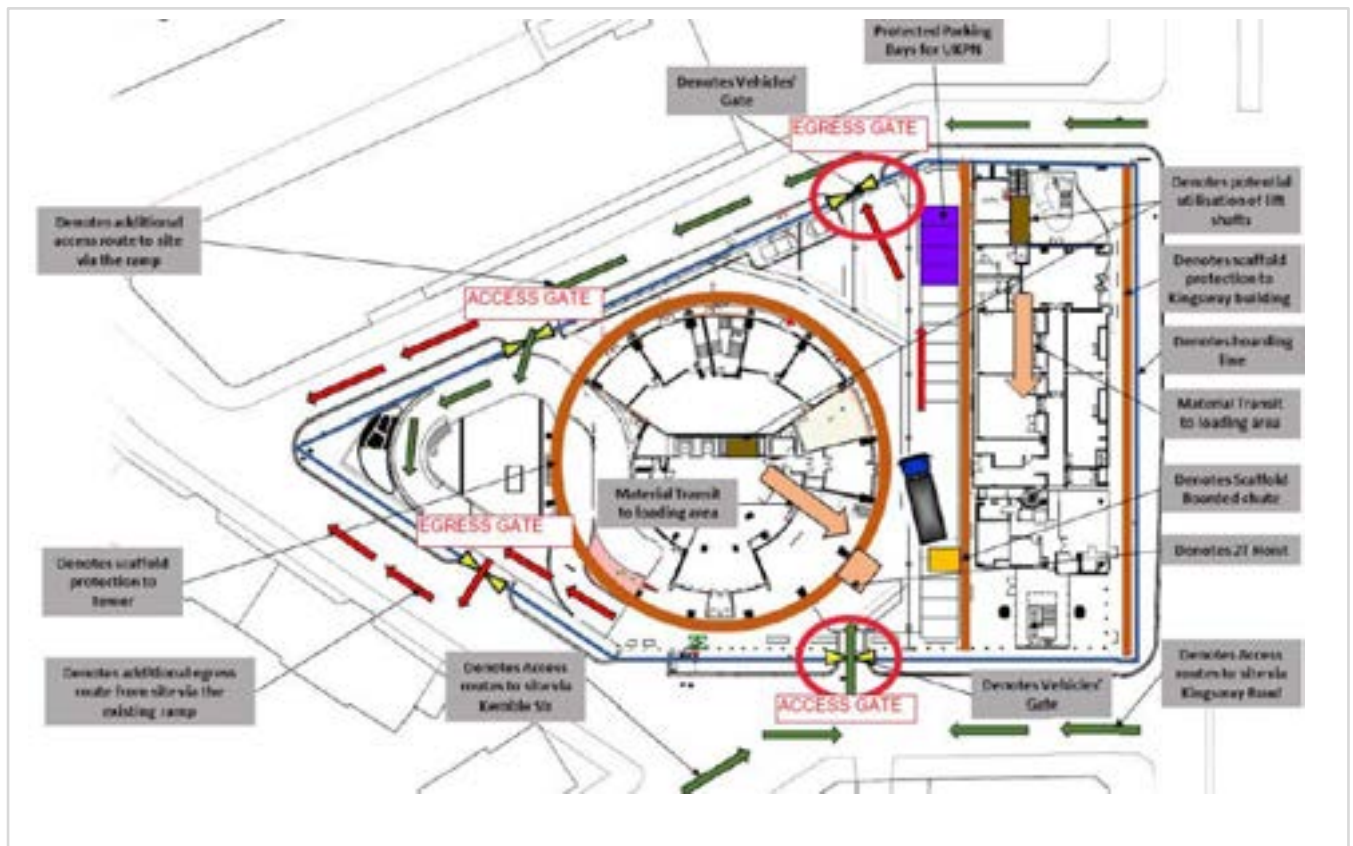 Protected Parking
Bays for UKPN
Denotes Vehicles'
Gate
EGRESS GATE
Denotes additional
access route to site
via the ramp
ACCESS GATE
Denotes potential
utilisation of lift
shafts
Denotes scaffold
protection to
Kingsway building
Denotes hoarding
line
Material Transit
to loading area
Denotes Scaffold
Boarded chute
Denotes 2T Hoist
Material Transit
to loading area
EGRESS GATE
Denotes scaffold
protection to
tower
Denotes additional egress
route from site via the
existing ramp
Denotes Access
routes to site via
Kemble St
Denotes Vehicles'
Gate
ACCESS GATE
Denotes Access
routes to site via
Kingsway Road